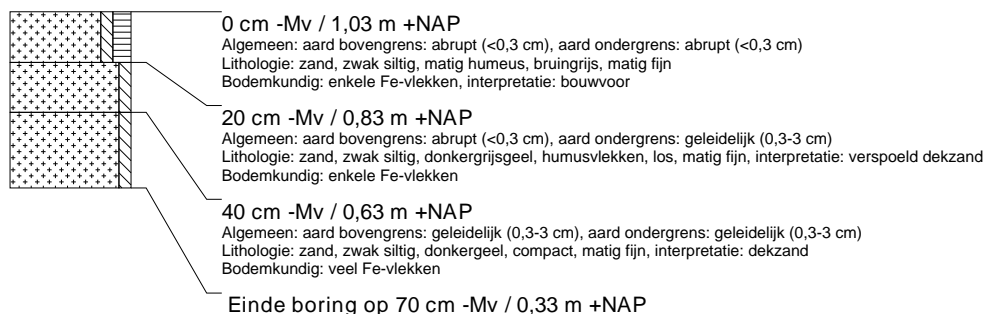 0 cm -Mv / 1,03 m +NAP
Algemeen: aard bovengrens: abrupt (<0,3 cm), aard ondergrens: abrupt (<0,3 cm)
Lithologie: zand, zwak siltig, matig humeus, bruingrijs, matig fijn
Bodemkundig: enkele Fe-vlekken, interpretatie: bouwvoor
20 cm -Mv / 0,83 m +NAP
Algemeen: aard bovengrens: abrupt (<0,3 cm), aard ondergrens: geleidelijk (0,3-3 cm)
Lithologie: zand, zwak siltig, donkergrijsgeel, humusvlekken, los, matig fijn, interpretatie: verspoeld dekzand
Bodemkundig: enkele Fe-vlekken
40 cm -Mv / 0,63 m +NAP
Algemeen: aard bovengrens: geleidelijk (0,3-3 cm), aard ondergrens: geleidelijk (0,3-3 cm)
Lithologie: zand, zwak siltig, donkergeel, compact, matig fijn, interpretatie: dekzand
Bodemkundig: veel Fe-vlekken
Einde boring op 70 cm -Mv / 0,33 m +NAP